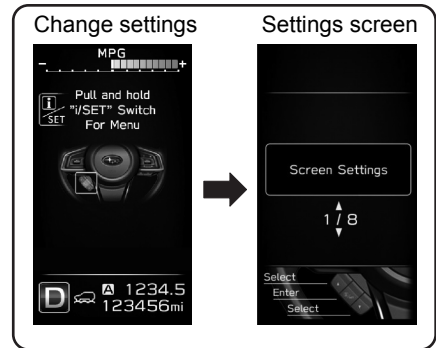 Change settings
Settings screen
MPG
- +
i
SET
Pull and hold
"i/SET" Switch
For Menu
D A 1234.5
123456mi
Screen Settings
1/8
Select
Enter
Select